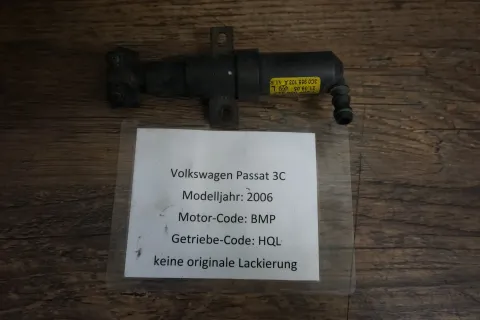 Volkswagen Passat 3C
Modelljahr: 2006
Motor-Code: BMP
Getriebe-Code: HQL
keine originale Lackierung